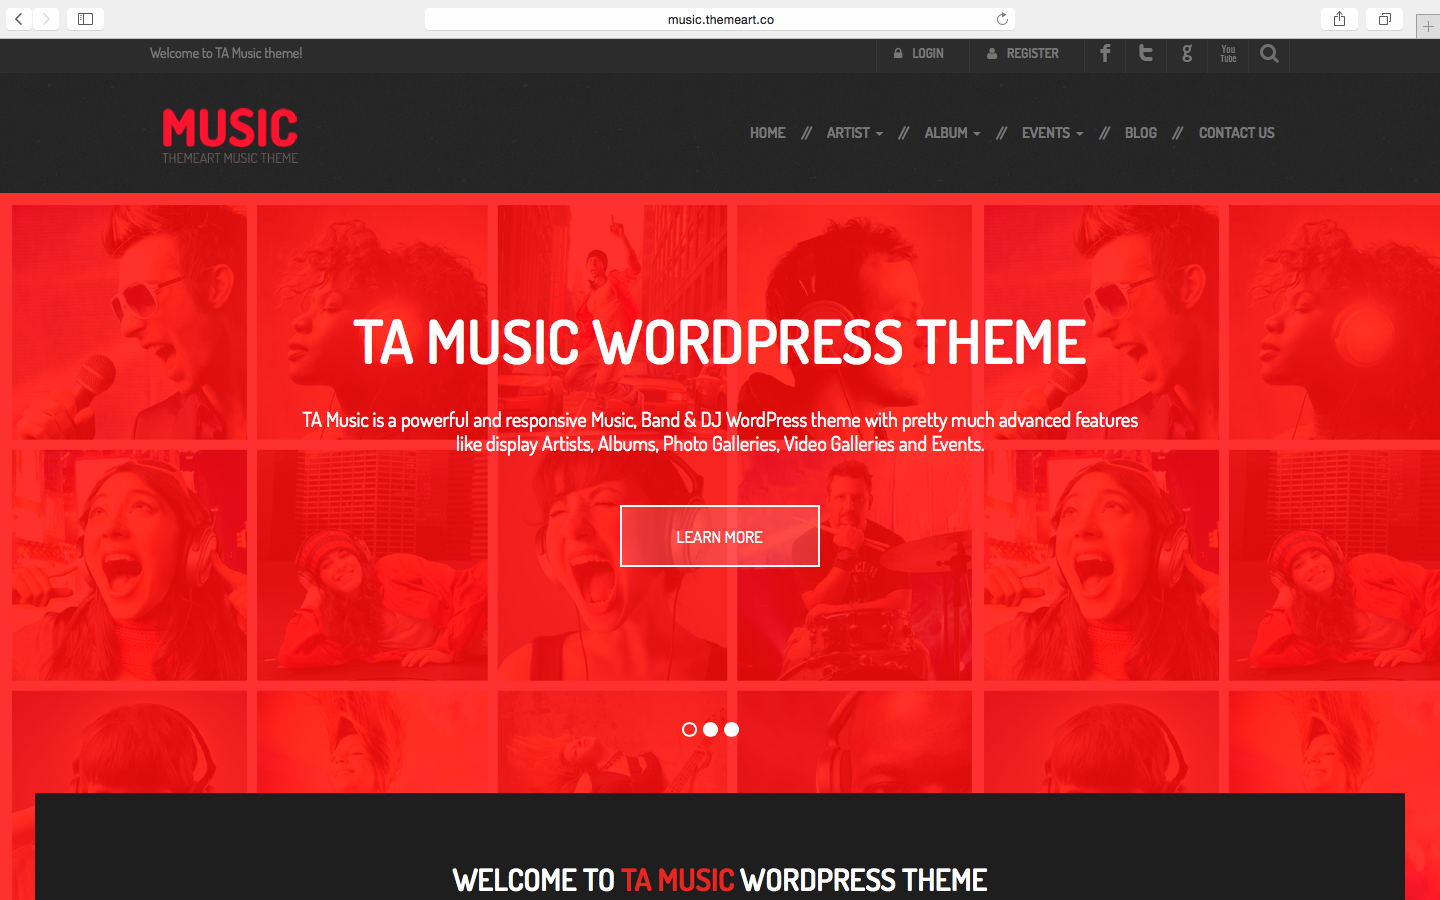 music.themeart.co
Welcome to TA Music theme!
LOGIN
REGISTER
You
Tube
MUSIC
THEMEART MUSIC THEME
HOME // ARTIST // ALBUM // EVENTS // BLOG // CONTACT US
TA MUSIC WORDPRESS THEME
TA Music is a powerful and responsive Music, Band & DJ WordPress theme with pretty much advanced features
like display Artists, Albums, Photo Galleries, Video Galleries and Events.
LEARN MORE
WELCOME TO TA MUSIC WORDPRESS THEME